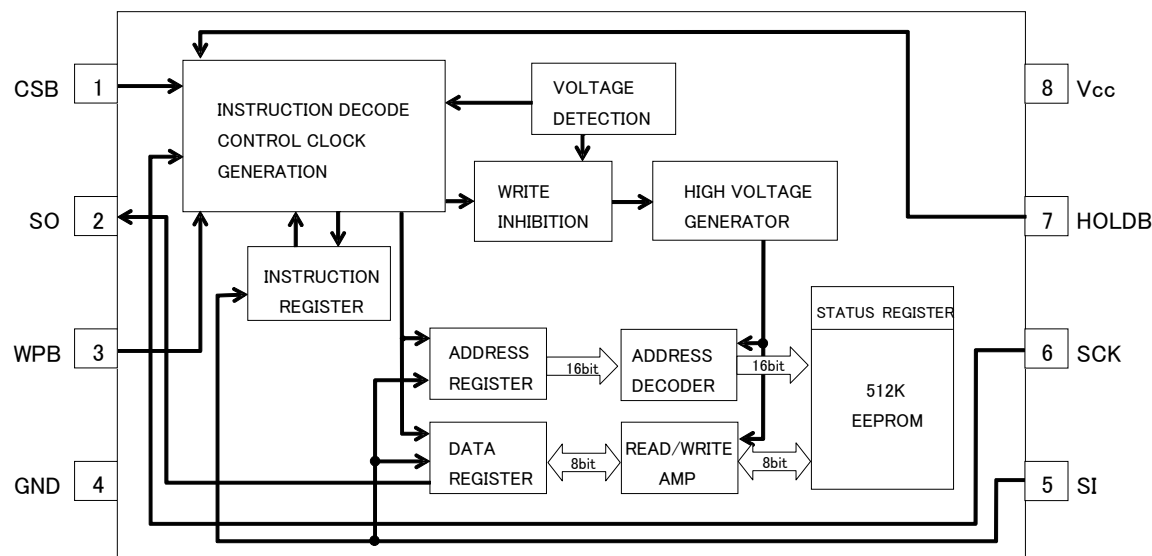 CSB
1
SO
2
WPB
3
GND
4
8
Vcc
7
HOLDB
6
SCK
5
SI
INSTRUCTION DECODE
CONTROL CLOCK
GENERATION
VOLTAGE
DETECTION
WRITE
INHIBITION
HIGH VOLTAGE
GENERATOR
INSTRUCTION
REGISTER
ADDRESS
REGISTER
16bit
ADDRESS
DECODER
16bit
STATUS REGISTER
512K
EEPROM
DATA
REGISTER
8bit
READ/WRITE
AMP
8bit